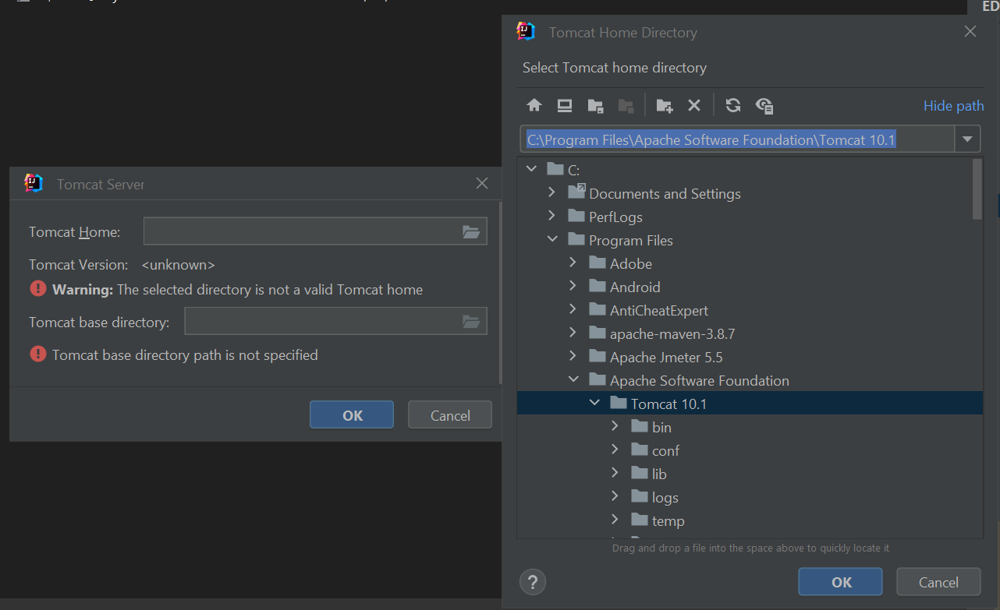 ED
Tomcat Home Directory
Select Tomcat home directory
Hide path
C:\Program Files\Apache Software Foundation\Tomcat 10.1
C:
Documents and Settings
PerfLogs
Program Files
Adobe
Android
AntiCheatExpert
apache-maven-3.8.7
Apache Jmeter 5.5
Apache Software Foundation
Tomcat 10.1
bin
conf
lib
logs
temp
Drag and drop a file into the space above to quickly locate it
?
OK Cancel
Tomcat Server
Tomcat Home:
Tomcat Version: <unknown>
Warning: The selected directory is not a valid Tomcat home
Tomcat base directory:
Tomcat base directory path is not specified
OK Cancel